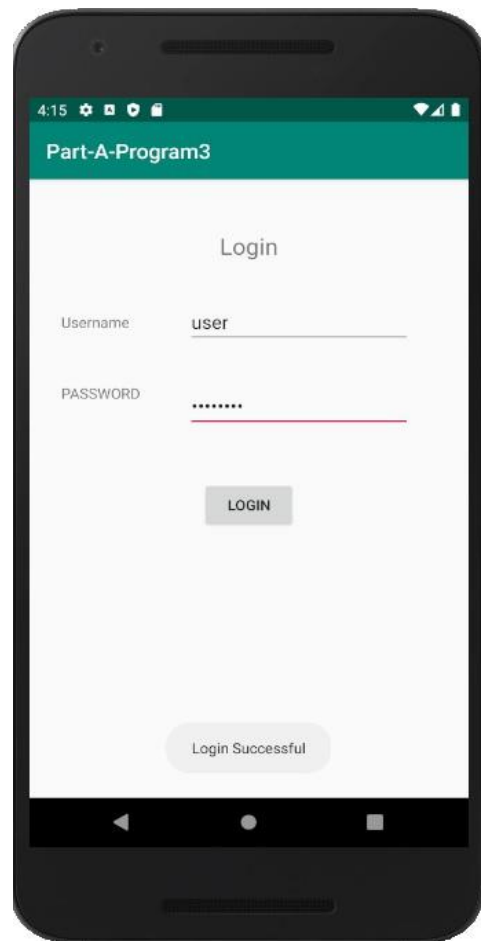 4:15
Part-A-Program3
Login
Username user
PASSWORD ••••••••
LOGIN
Login Successful